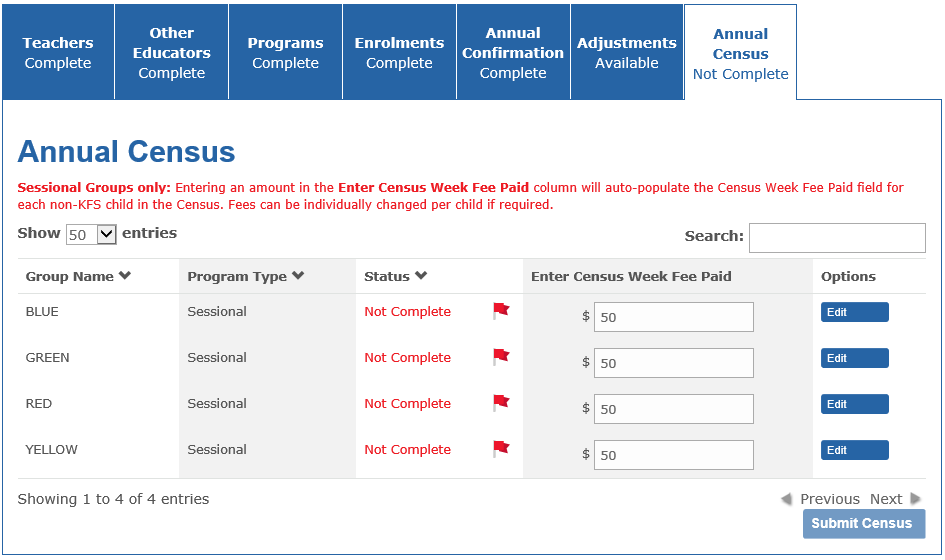 Teachers
Complete
Other
Educators
Complete
Programs
Complete
Enrolments
Complete
Annual
Confirmation
Complete
Adjustments
Available
Annual
Census
Not Complete
Annual Census
Sessional Groups only: Entering an amount in the Enter Census Week Fee Paid column will auto-populate the Census Week Fee Paid field for
each non-KFS child in the Census. Fees can be individually changed per child if required.
Show 50 entries
Search:
Group Name Program Type Status Enter Census Week Fee Paid Options
BLUE Sessional Not Complete $ 50 Edit
GREEN Sessional Not Complete $ 50 Edit
RED Sessional Not Complete $ 50 Edit
YELLOW Sessional Not Complete $ 50 Edit
Showing 1 to 4 of 4 entries
Previous Next
Submit Census